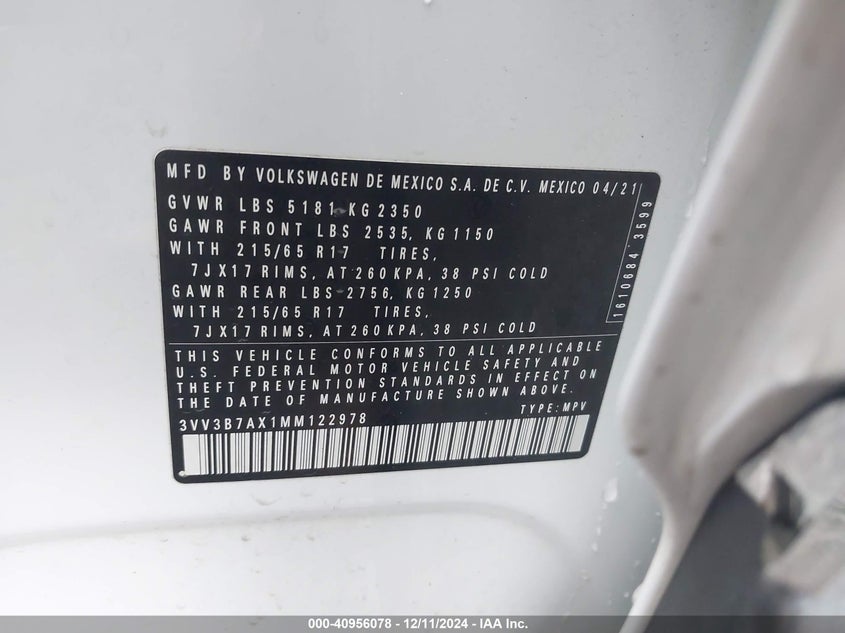 MFD BY VOLKSWAGEN DE MEXICO S.A. DE C.V. MEXICO 04/21
GVWR LBS 5181 KG 2350
GAWR FRONT LBS 2535, KG 1150
WITH 215/65 R17 TIRES,
7JX17 RIMS, AT 260 KPA, 38 PSI COLD
GAWR REAR LBS 2756, KG 1250
WITH 215/65 R17 TIRES,
7JX17 RIMS, AT 260 KPA, 38 PSI COLD
1610684 3599
THIS VEHICLE CONFORMS TO ALL APPLICABLE
U.S. FEDERAL MOTOR VEHICLE SAFETY AND
THEFT PREVENTION STANDARDS IN EFFECT ON
THE DATE OF MANUFACTURE SHOWN ABOVE.
3VV3B7AX1MM122978 TYPE: MPV
000-40956078 - 12/11/2024 - IAA Inc.